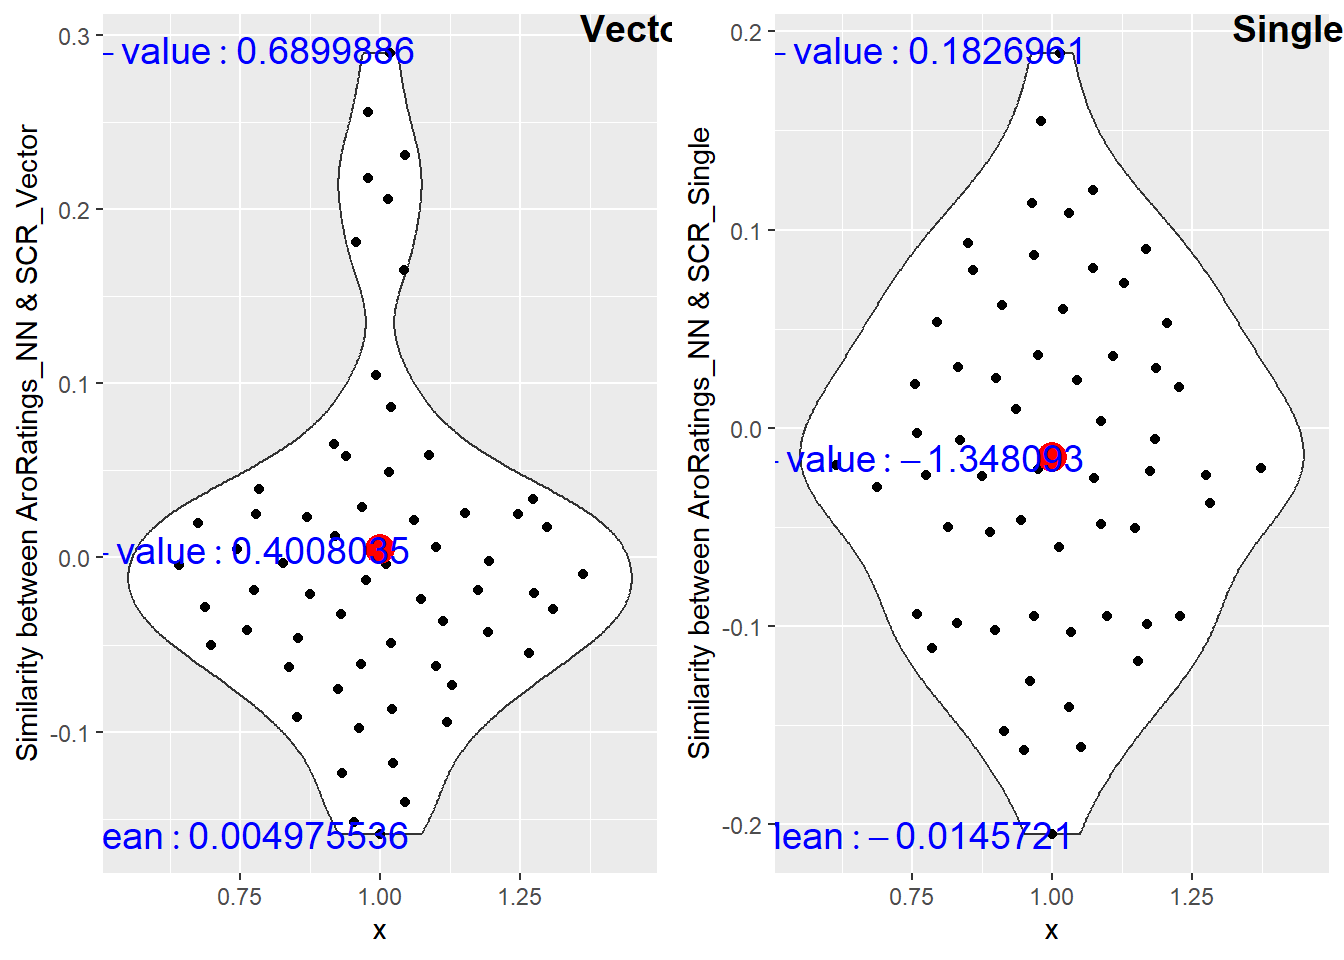 Vecto
- value : 0.6899886
0.3
0.2
0.1
0.0
-0.1
- value : 0.4008035
ean : 0.004975536
Similarity between AroRatings_NN & SCR_Vector
0.75 1.00 1.25
x
Single
- value : 0.1826961
0.2
0.1
0.0
-0.1
-0.2
- value : −1.348093
lean : −0.0145721
Similarity between AroRatings_NN & SCR_Single
0.75 1.00 1.25
x